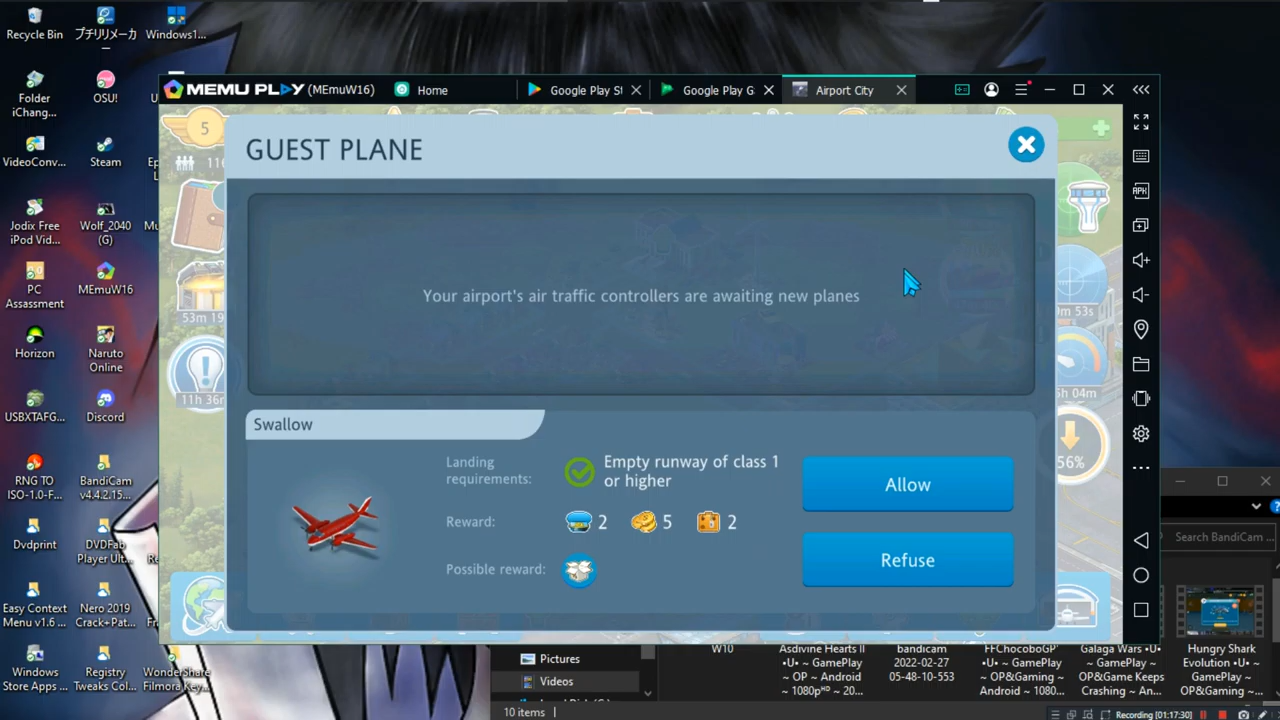 Recycle Bin
プチリリメーカー
Windows1...
Folder
iChang...
OSU!
VideoConv...
Steam
Jodix Free
iPod Vid...
Wolf_2040
(G)
PC
Assassment
MEmuW16
Horizon
Naruto
Online
USBXTAFG...
Discord
RNG TO
ISO-1.0-F...
BandiCam
v4.4.2.15...
Dvdprint
DVDFab
Player Ult...
Easy Context
Menu v1.6 ...
Nero 2019
Crack+Pat...
Windows
Store Apps ...
Registry
Tweaks Col...
WonderShare
Filmora Key...
MEMU PLAY (MEmuW16)
Home
Google Play St
Google Play G
Airport City
5
GUEST PLANE
Your airport's air traffic controllers are awaiting new planes
53m 19
11h 36m
56%
Swallow
Landing
requirements:
Empty runway of class 1
or higher
Reward:
2
5
2
Possible reward:
Allow
Refuse
APK
Search BandiCam ...
Pictures
Videos
10 items
W10
Asdivine Hearts II
•U• ~ GamePlay
~ OP ~ Android
~ 1080pᴴᴰ ~ 20...
bandicam
2022-02-27
05-48-10-553
FFChocoboGP'
•U• ~ GamePlay
~ OP&Gaming ~
Android ~ 1080...
Galaga Wars •U•
~ GamePlay ~
OP&Game Keeps
Crashing ~ An...
Hungry Shark
Evolution •U• ~
GamePlay ~
OP&Gaming ~...
Recording [01:17:30]